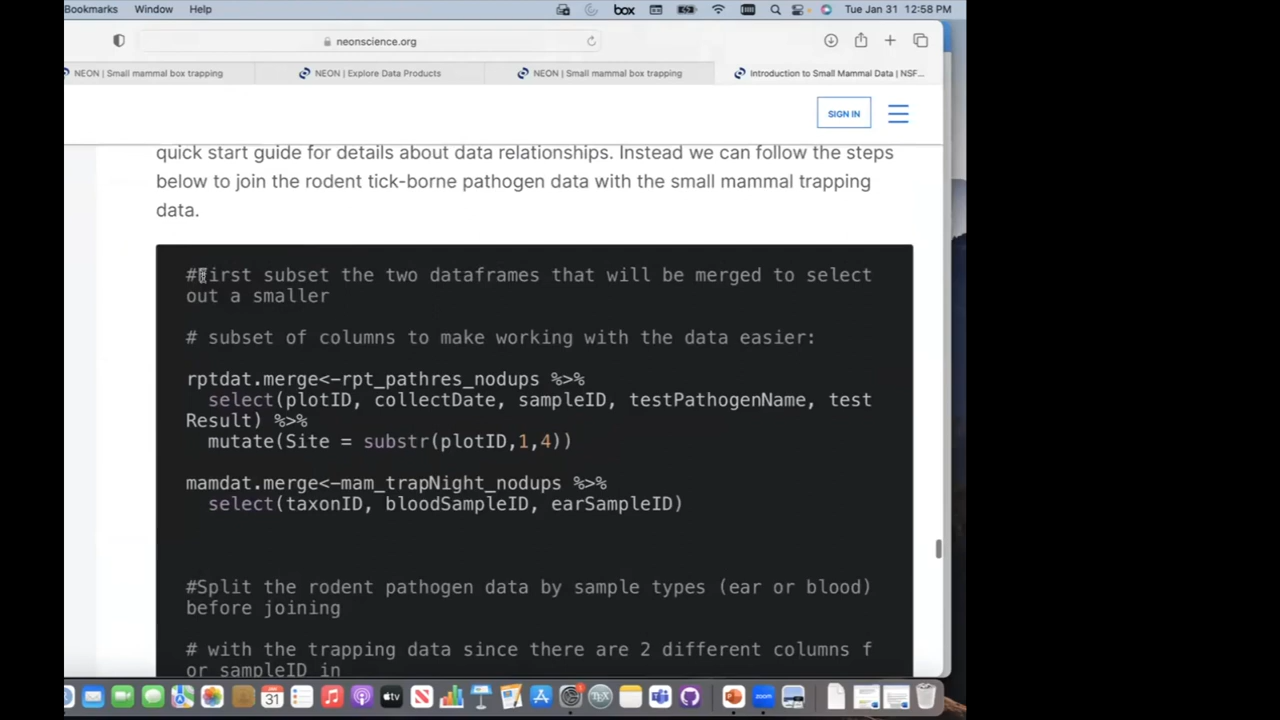 Bookmarks Window Help box Tue Jan 31 12:58 PM
neonscience.org
NEON | Small mammal box trapping NEON | Explore Data Products NEON | Small mammal box trapping Introduction to Small Mammal Data | NSF...
SIGN IN
quick start guide for details about data relationships. Instead we can follow the steps
below to join the rodent tick-borne pathogen data with the small mammal trapping
data.
#First subset the two dataframes that will be merged to select
out a smaller
# subset of columns to make working with the data easier:
rptdat.merge<-rpt_pathres_nodups %>%
select(plotID, collectDate, sampleID, testPathogenName, test
Result) %>%
mutate(Site = substr(plotID,1,4))
mamdat.merge<-mam_trapNight_nodups %>%
select(taxonID, bloodSampleID, earSampleID)
#Split the rodent pathogen data by sample types (ear or blood)
before joining
# with the trapping data since there are 2 different columns f
or sampleID in
31
tv
TEX
zoom